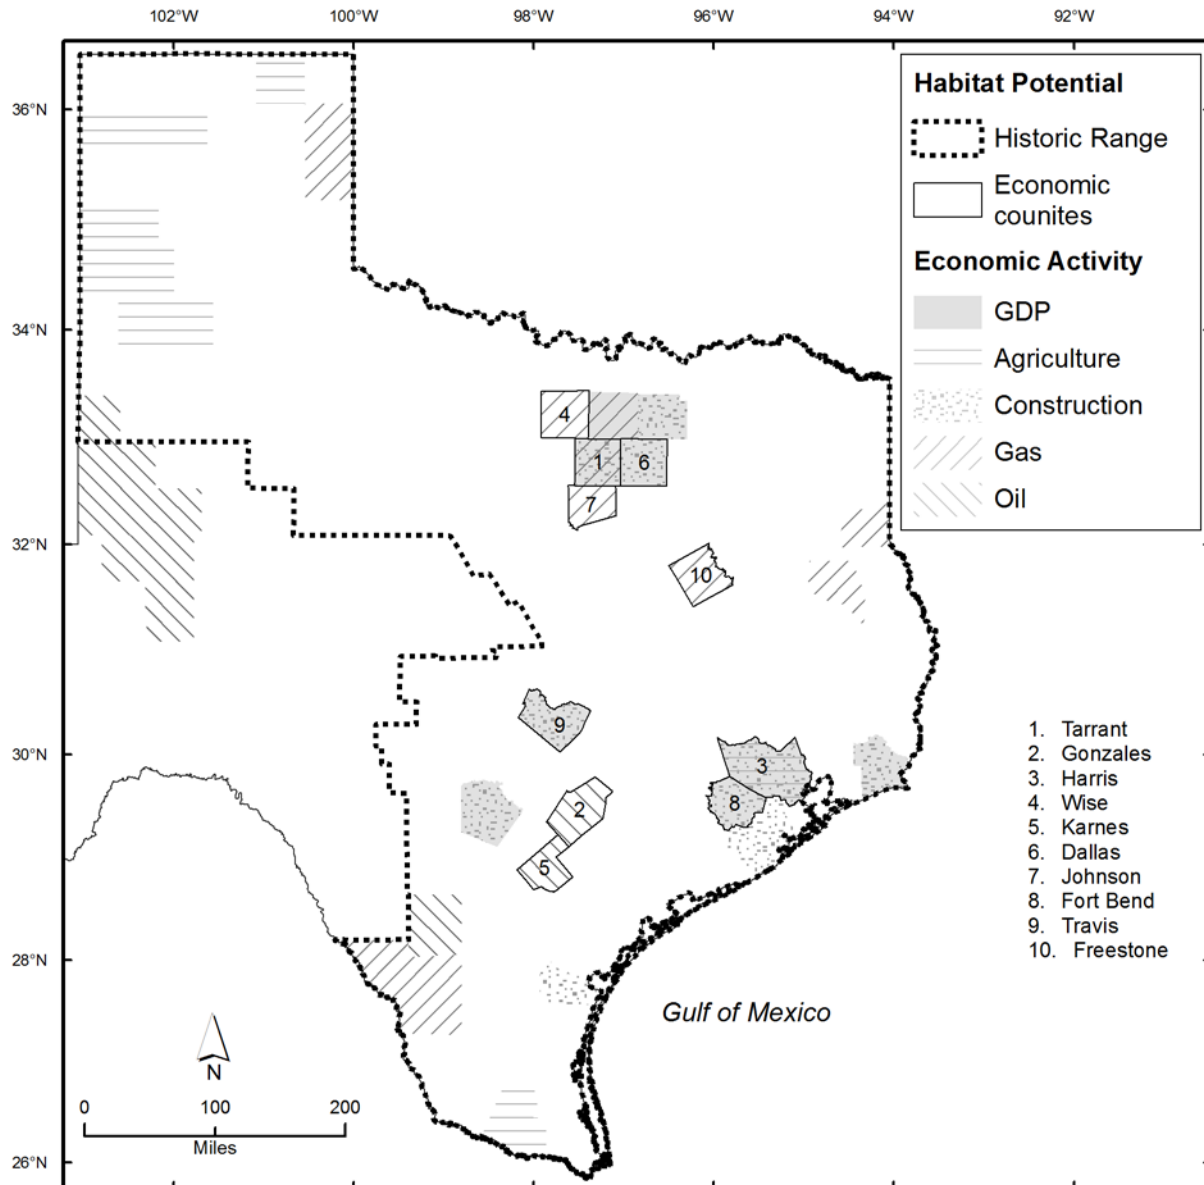 102°W 100°W 98°W 96°W 94°W 92°W
36°N
34°N
32°N
30°N
28°N
26°N
Habitat Potential
Historic Range
Economic
counites
Economic Activity
GDP
Agriculture
Construction
Gas
Oil
4
1 6
7
10
9
3
8
2
5
1. Tarrant
2. Gonzales
3. Harris
4. Wise
5. Karnes
6. Dallas
7. Johnson
8. Fort Bend
9. Travis
10. Freestone
Gulf of Mexico
N
0 100 200
Miles